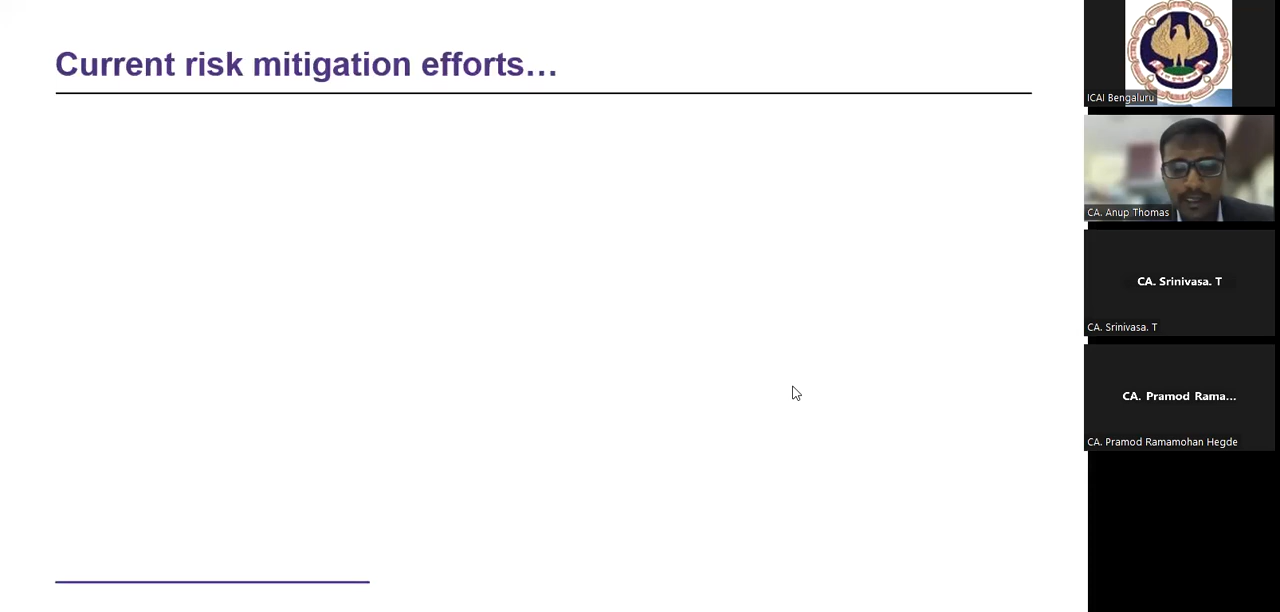 Current risk mitigation efforts…
ICAI Bengaluru
CA. Anup Thomas
CA. Srinivasa. T
CA. Srinivasa. T
CA. Pramod Rama...
CA. Pramod Ramamohan Hegde